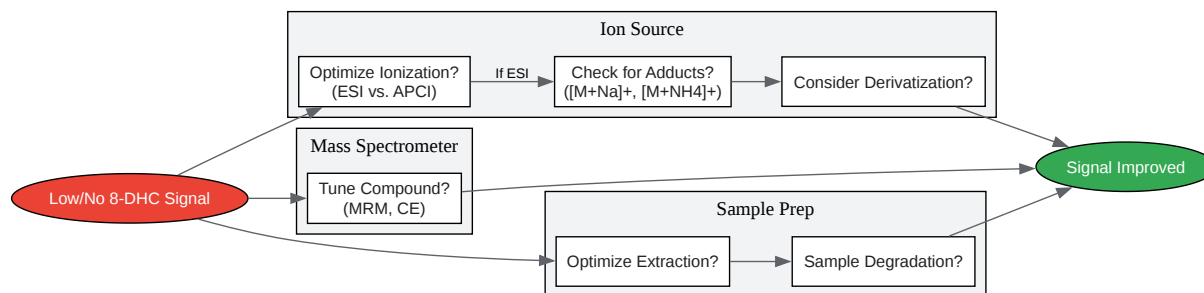 Ion Source
Optimize Ionization?
(ESI vs. APCI)
If ESI
Check for Adducts?
([M+Na]+, [M+NH4]+)
Consider Derivatization?
Mass Spectrometer
Low/No 8-DHC Signal
Tune Compound?
(MRM, CE)
Signal Improved
Sample Prep
Optimize Extraction?
Sample Degradation?